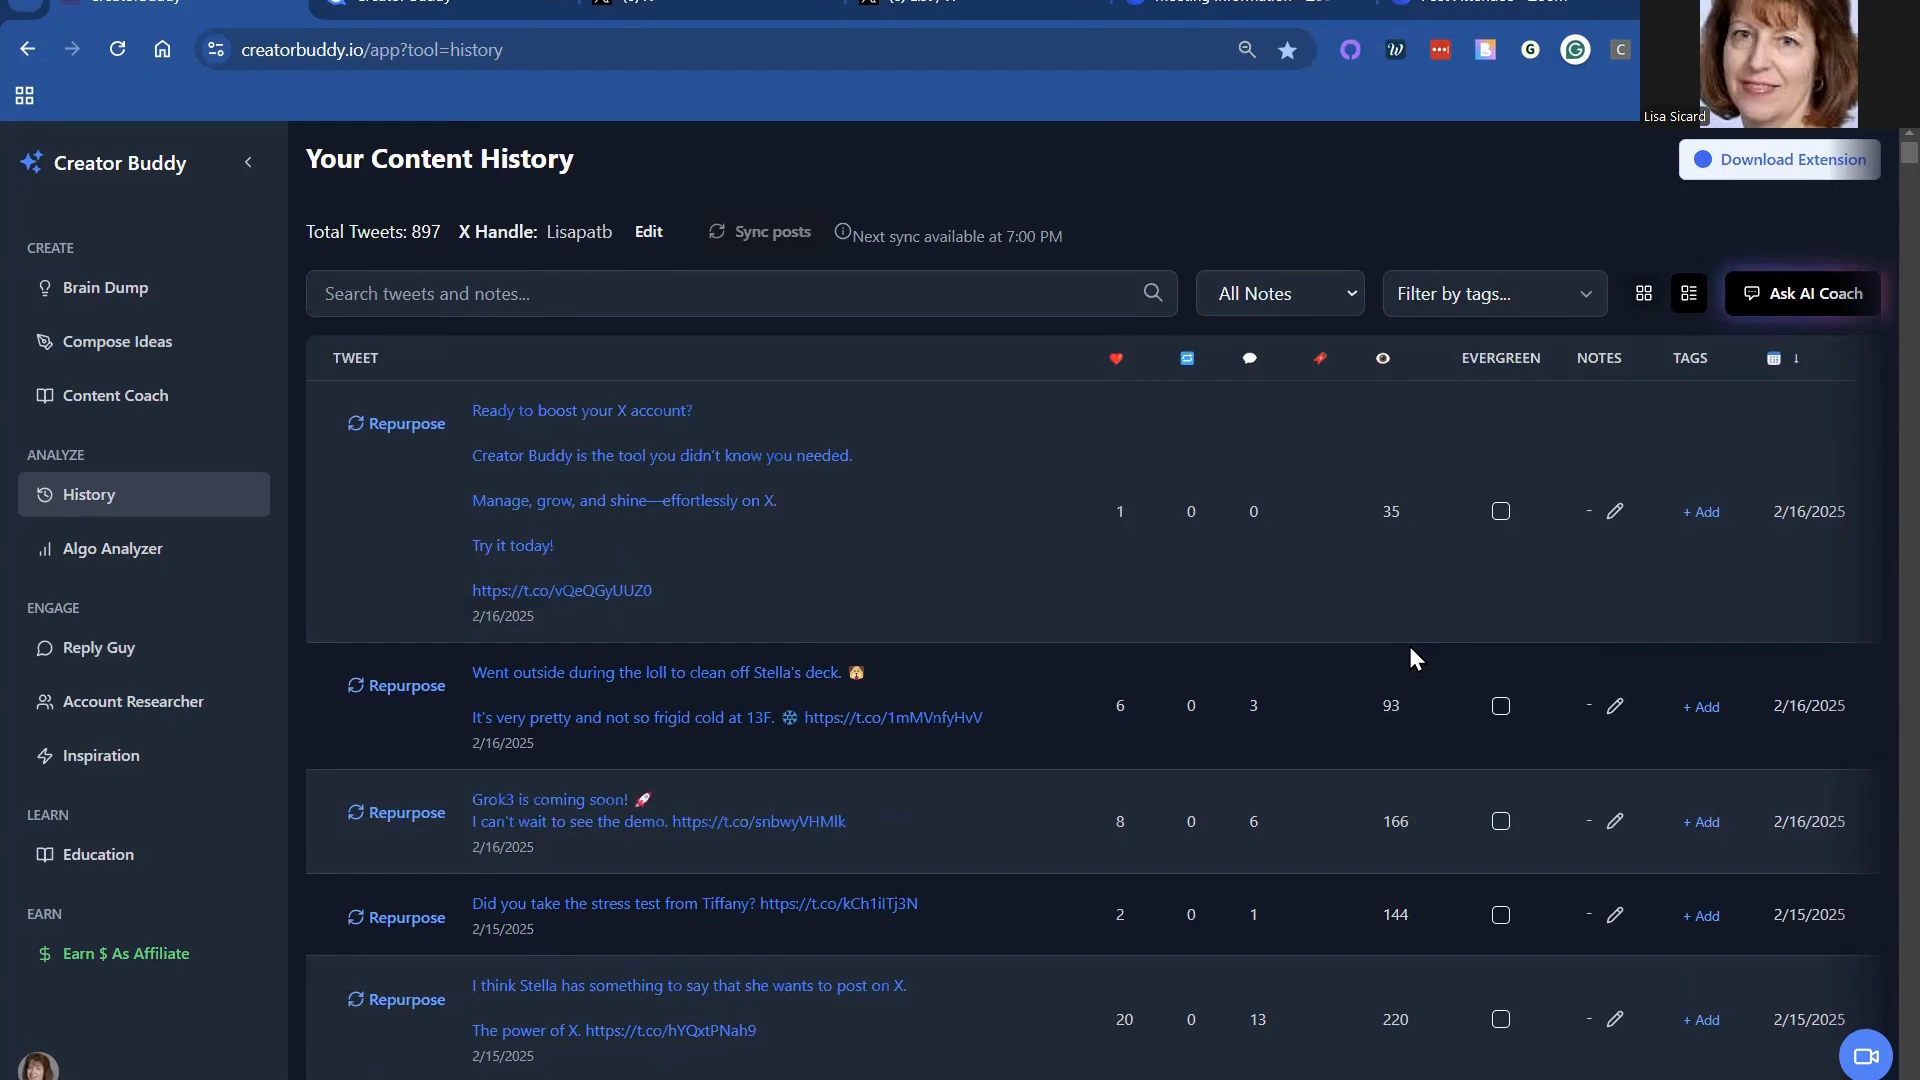 creatorbuddy.io/app?tool=history
Lisa Sicard
Creator Buddy
CREATE
Brain Dump
Compose Ideas
Content Coach
ANALYZE
History
Algo Analyzer
ENGAGE
Reply Guy
Account Researcher
Inspiration
LEARN
Education
EARN
Earn $ As Affiliate
Your Content History
Download Extension
Total Tweets: 897 X Handle: Lisapatb Edit Sync posts Next sync available at 7:00 PM
Search tweets and notes... All Notes Filter by tags... Ask AI Coach
TWEET EVERGREEN NOTES TAGS ↓
Repurpose
Ready to boost your X account?
Creator Buddy is the tool you didn't know you needed.
Manage, grow, and shine—effortlessly on X.
Try it today!
https://t.co/vQeQGyUUZ0
2/16/2025
1 0 0 35 - + Add 2/16/2025
Repurpose
Went outside during the loll to clean off Stella's deck. 🐶
It's very pretty and not so frigid cold at 13F. ❄️ https://t.co/1mMVnfyHvV
2/16/2025
6 0 3 93 - + Add 2/16/2025
Repurpose
Grok3 is coming soon! 🚀
I can't wait to see the demo. https://t.co/snbwyVHMlk
2/16/2025
8 0 6 166 - + Add 2/16/2025
Repurpose
Did you take the stress test from Tiffany? https://t.co/kCh1iITj3N
2/15/2025
2 0 1 144 - + Add 2/15/2025
Repurpose
I think Stella has something to say that she wants to post on X.
The power of X. https://t.co/hYQxtPNah9
2/15/2025
20 0 13 220 - + Add 2/15/2025